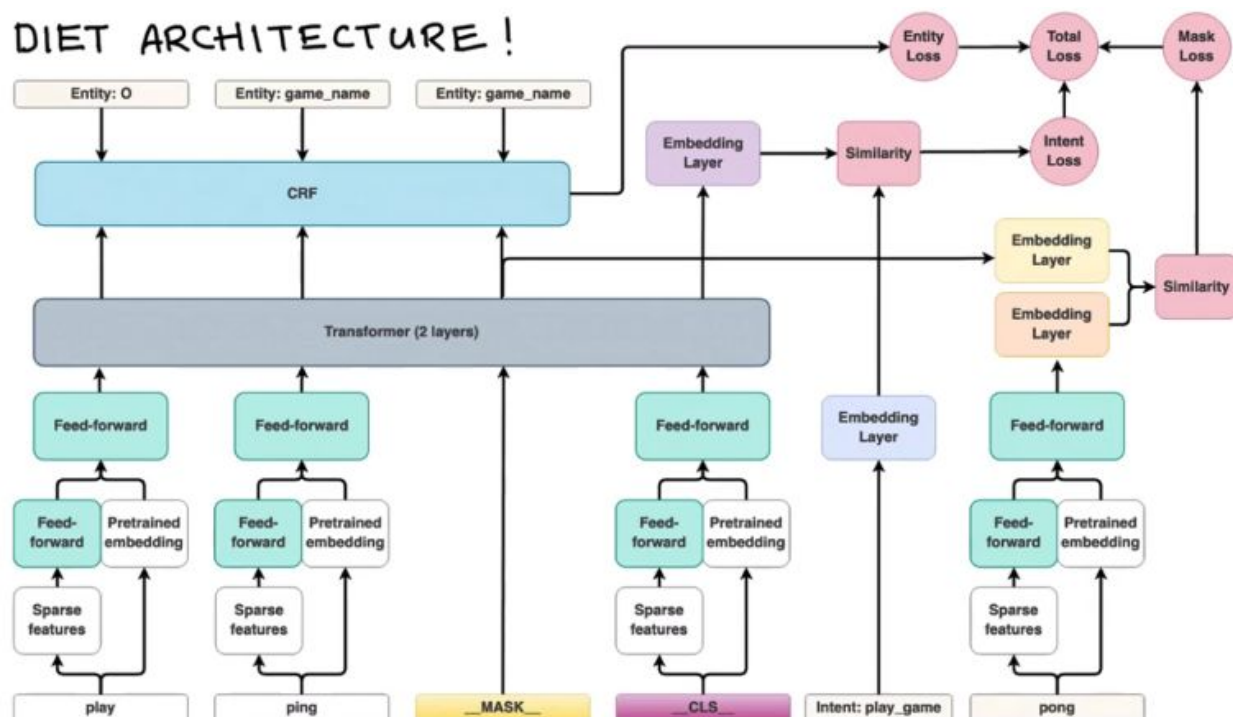 DIET ARCHITECTURE!
Entity
Loss
Total
Loss
Mask
Loss
Entity: O
Entity: game_name
Entity: game_name
Embedding
Layer
Similarity
Intent
Loss
CRF
Embedding
Layer
Similarity
Embedding
Layer
Transformer (2 layers)
Feed-forward
Feed-forward
Feed-forward
Embedding
Layer
Feed-forward
Feed-
forward
Pretrained
embedding
Feed-
forward
Pretrained
embedding
Feed-
forward
Pretrained
embedding
Feed-
forward
Pretrained
embedding
Sparse
features
Sparse
features
Sparse
features
Sparse
features
play
ping
__MASK__
__CLS__
Intent: play_game
pong